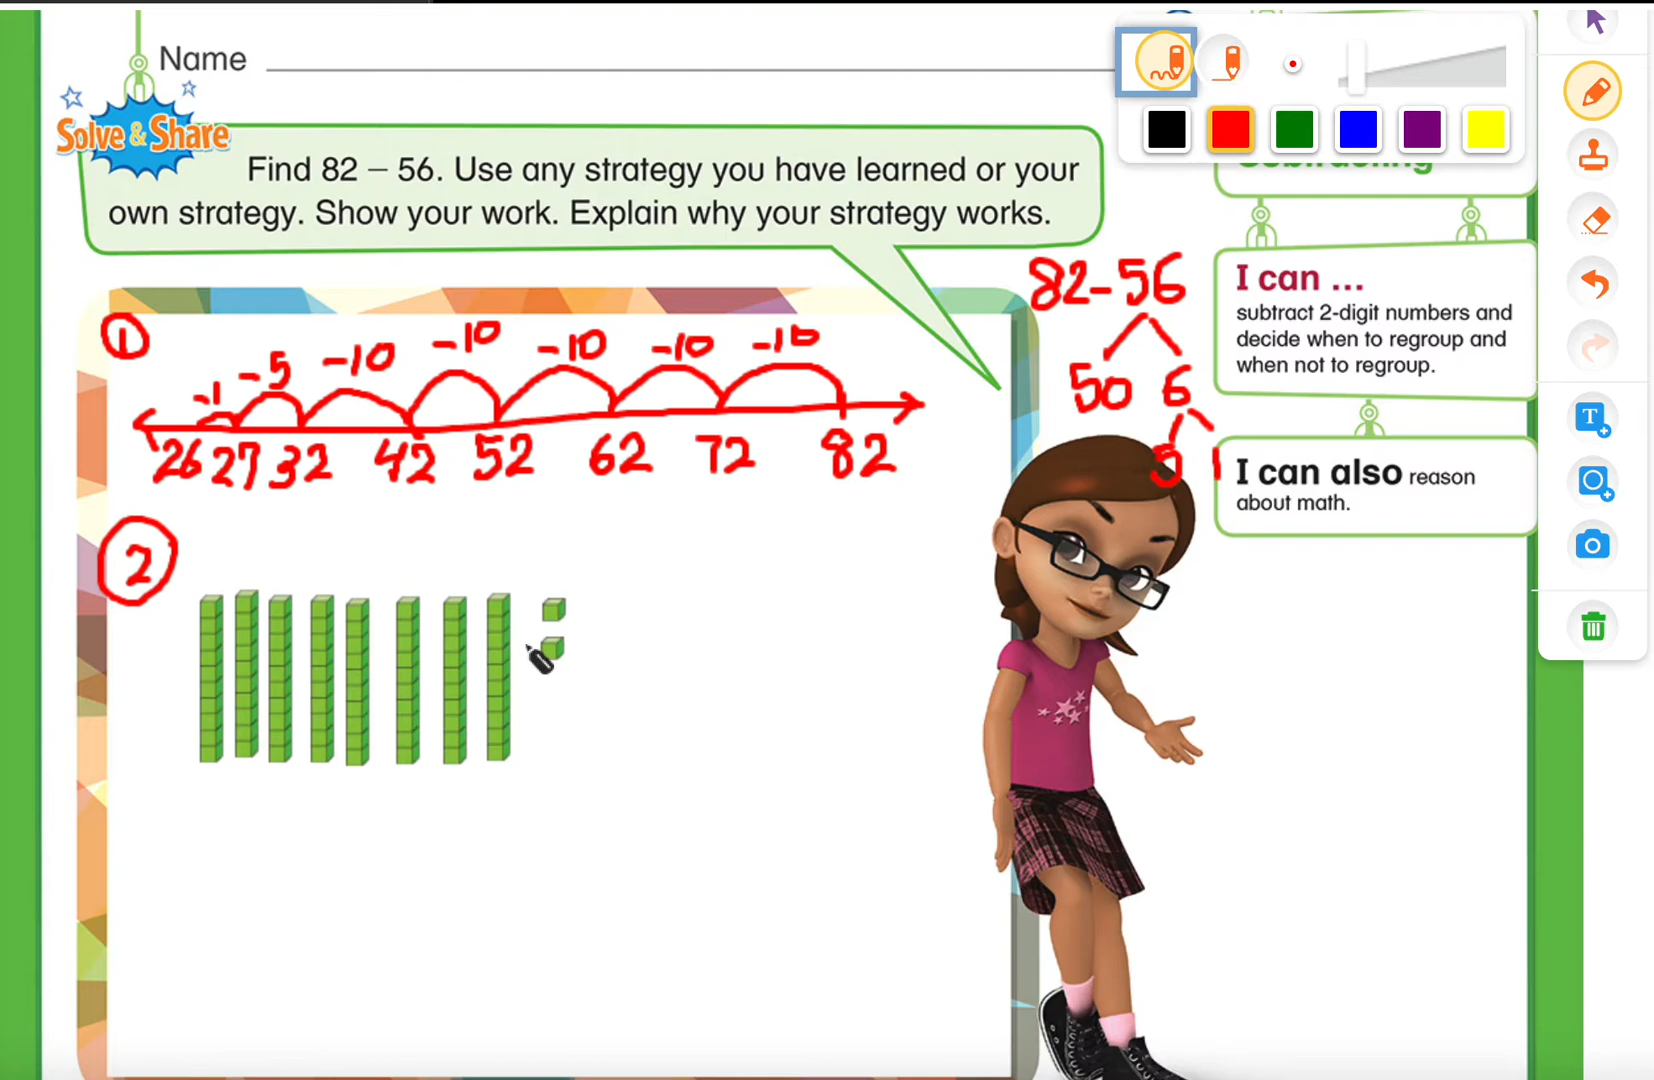 Name
Solve & Share
Find 82 – 56. Use any strategy you have learned or your
own strategy. Show your work. Explain why your strategy works.
82-56
50 6
5 1
1
-1 -5 -10 -10 -10 -10 -10
26 27 32 42 52 62 72 82
2
I can ...
subtract 2-digit numbers and
decide when to regroup and
when not to regroup.
I can also reason
about math.
T